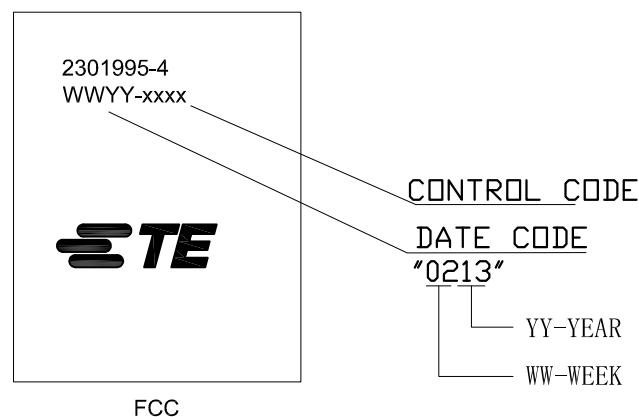 2301995-4
WWYY-xxxx
CONTROL CODE
DATE CODE
"0213"
TE
YY-YEAR
WW-WEEK
FCC